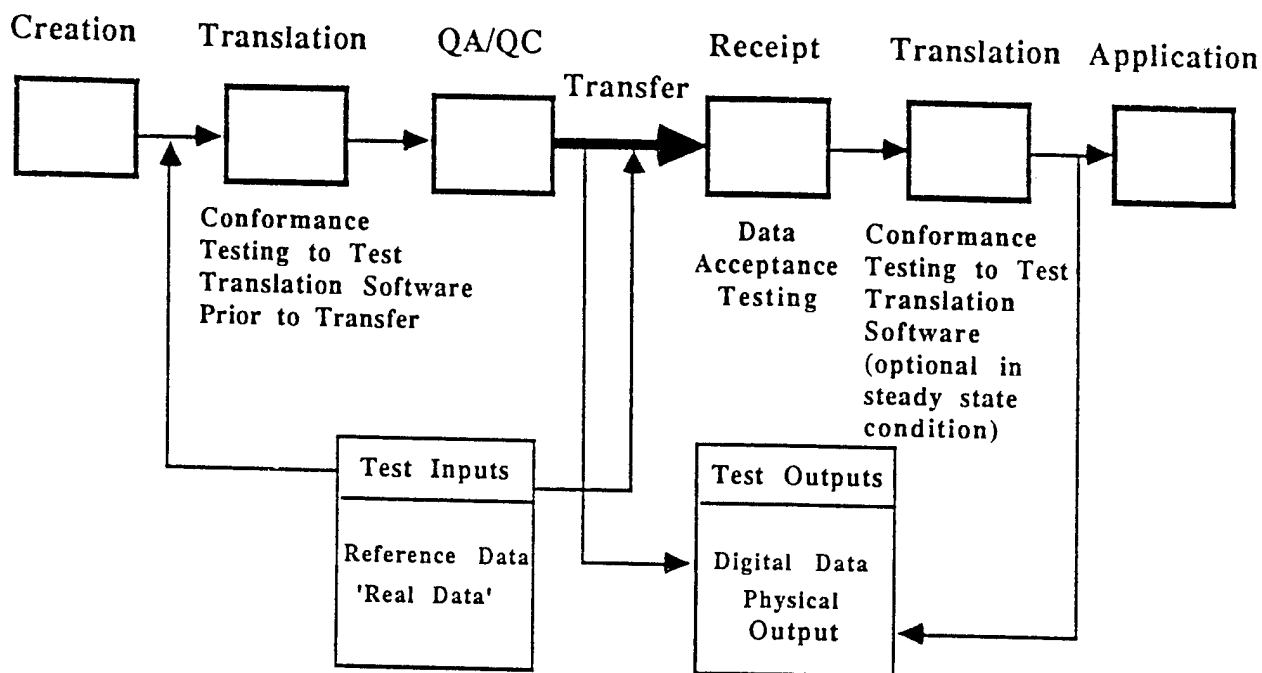 Creation
Translation
QA/QC
Transfer
Receipt
Translation
Application
Conformance
Testing to Test
Translation Software
Prior to Transfer
Data
Acceptance
Testing
Conformance
Testing to Test
Translation
Software
(optional in
steady state
condition)
Test Inputs
Reference Data
'Real Data'
Test Outputs
Digital Data
Physical
Output